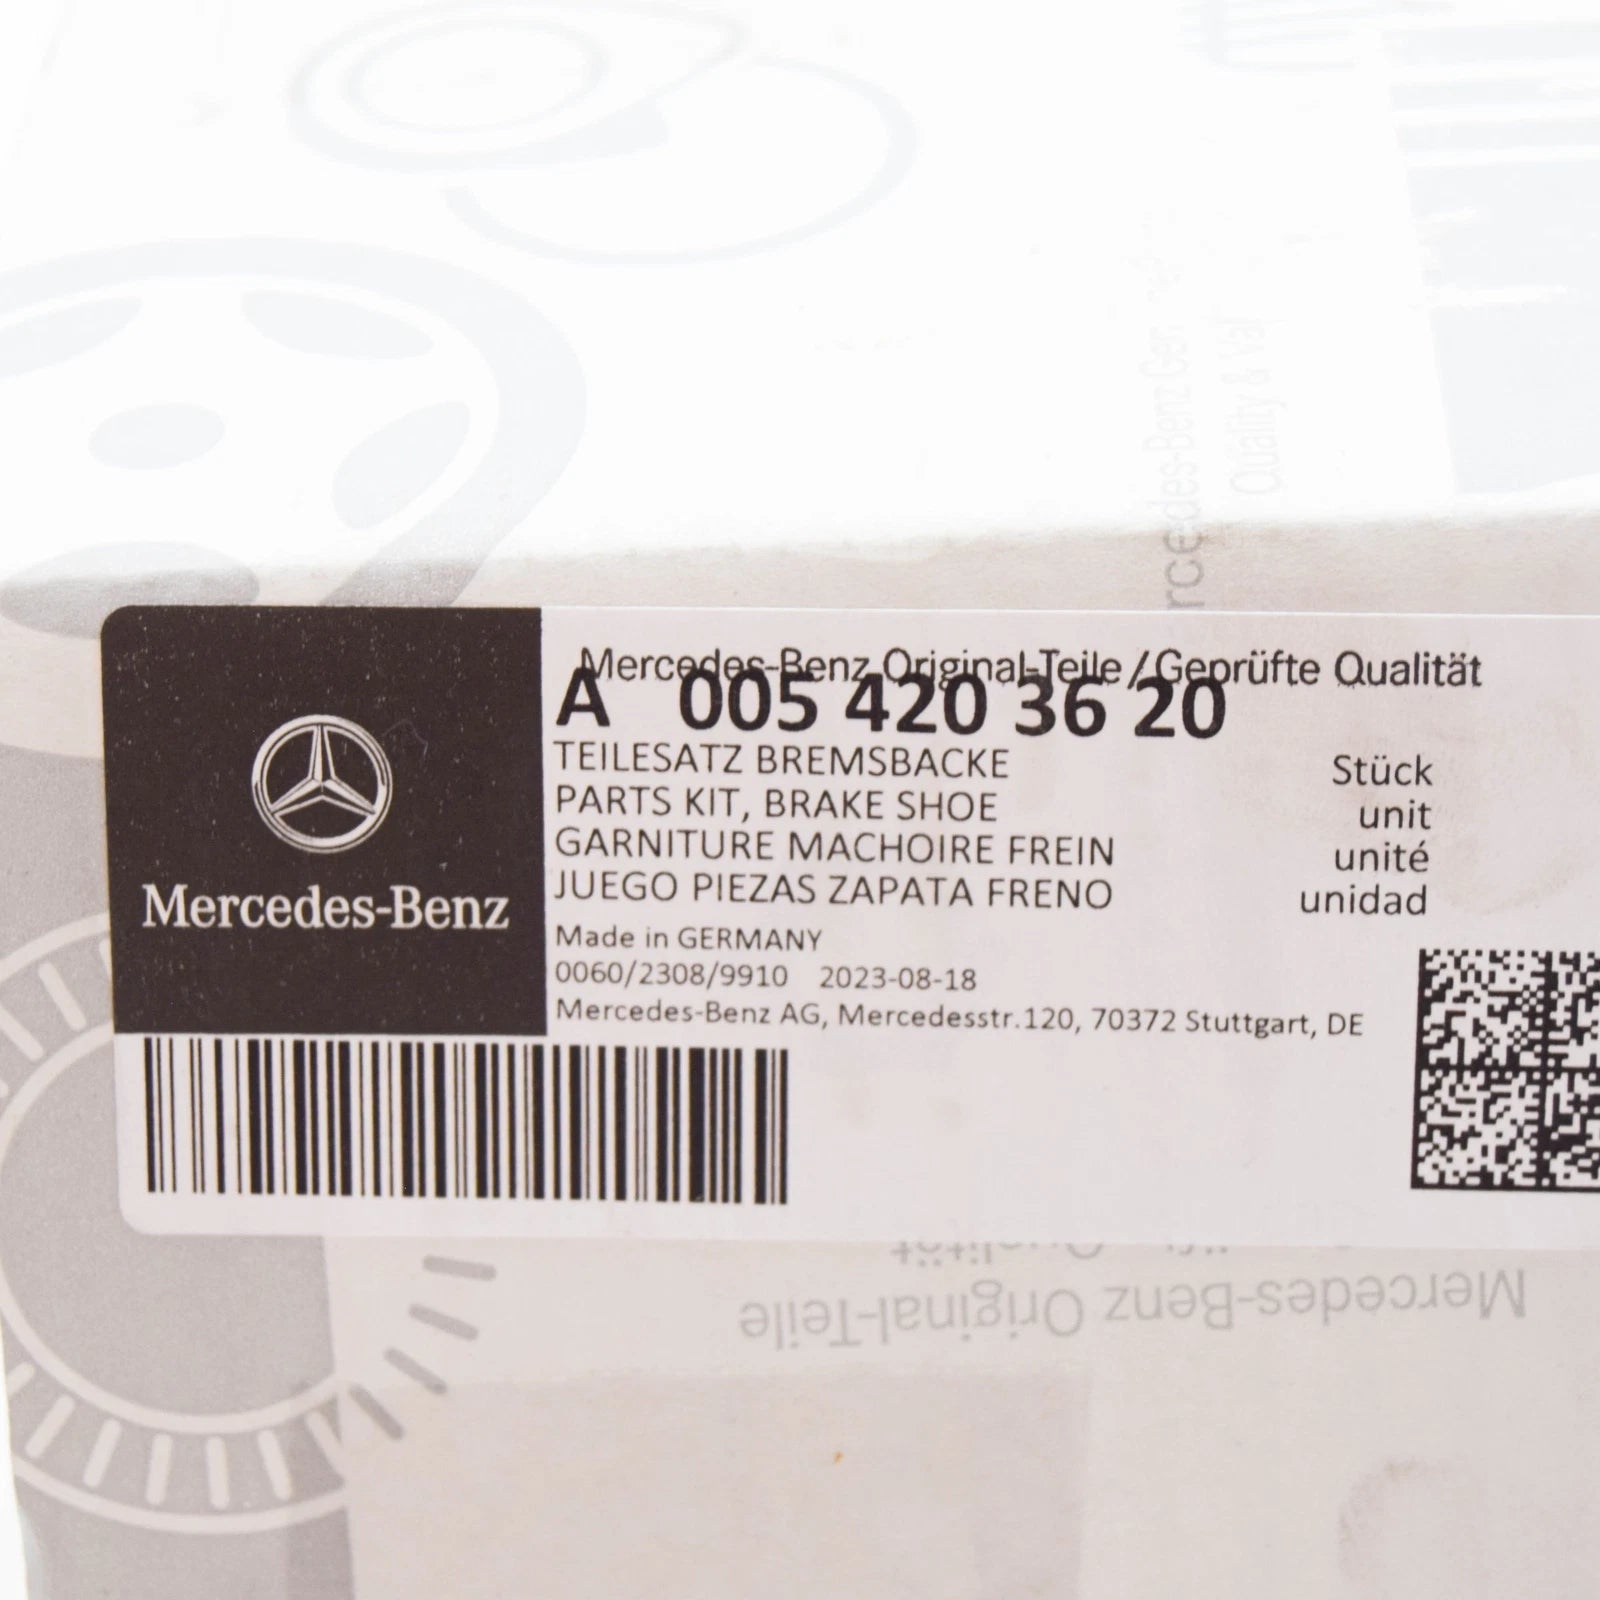 Mercedes-Benz Original-Teile / Geprüfte Qualität
A 005 420 36 20
TEILESATZ BREMSBACKE Stück
PARTS KIT, BRAKE SHOE unit
GARNITURE MACHOIRE FREIN unité
JUEGO PIEZAS ZAPATA FRENO unidad
Made in GERMANY
0060/2308/9910 2023-08-18
Mercedes-Benz AG, Mercedesstr.120, 70372 Stuttgart, DE
Mercedes-Benz
Mercedes-Benz Original-Teile
Quality &